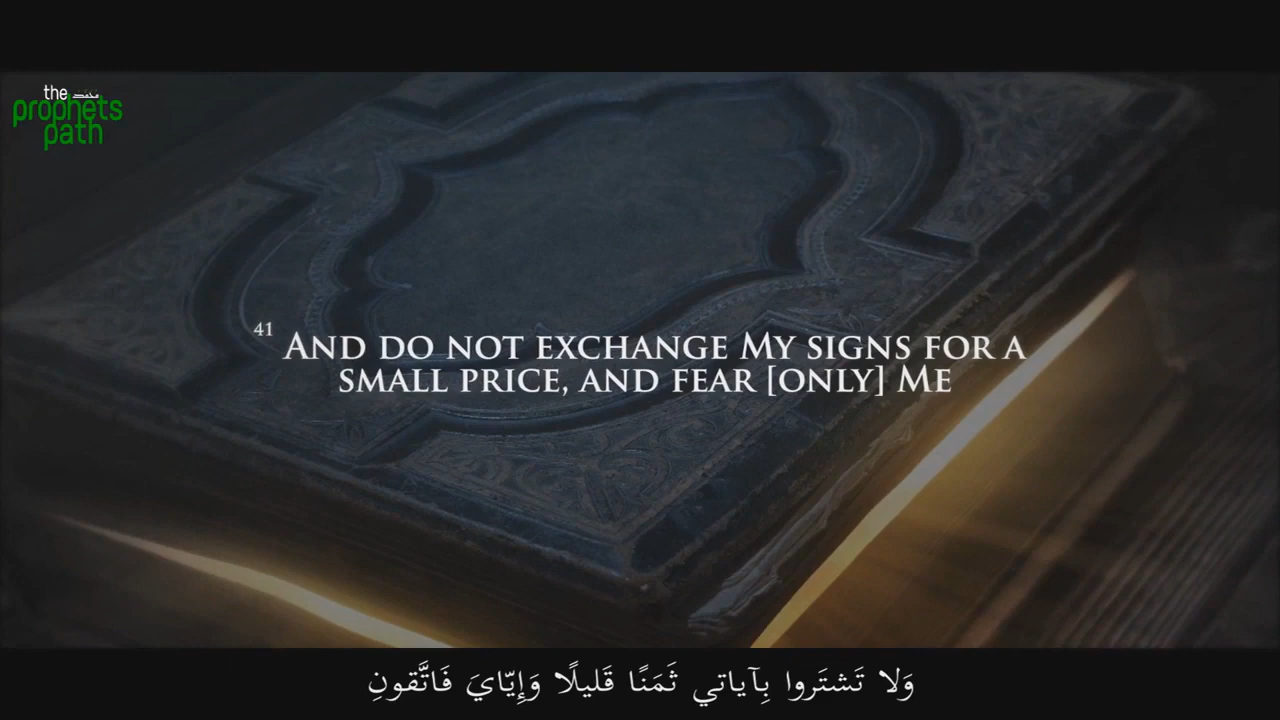 the محمد
prophets
path
41 AND DO NOT EXCHANGE MY SIGNS FOR A
SMALL PRICE, AND FEAR [ONLY] ME
وَلا تَشتَروا بِآياتي ثَمَنًا قَليلًا وَإِيّايَ فَاتَّقونِ